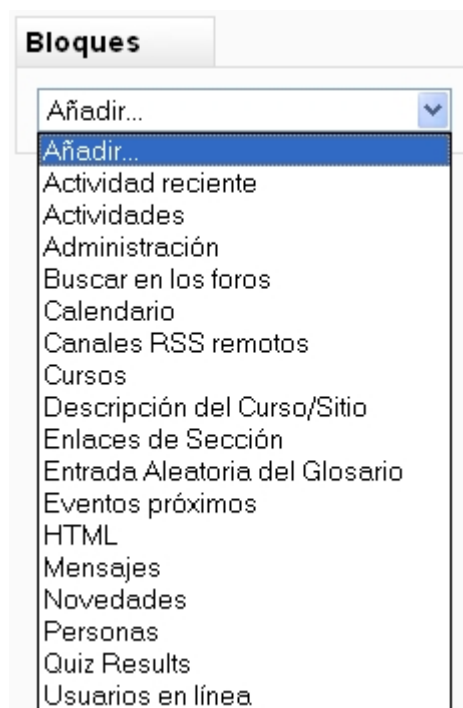 Bloques
Añadir...
Añadir...
Actividad reciente
Actividades
Administración
Buscar en los foros
Calendario
Canales RSS remotos
Cursos
Descripción del Curso/Sitio
Enlaces de Sección
Entrada Aleatoria del Glosario
Eventos próximos
HTML
Mensajes
Novedades
Personas
Quiz Results
Usuarios en línea